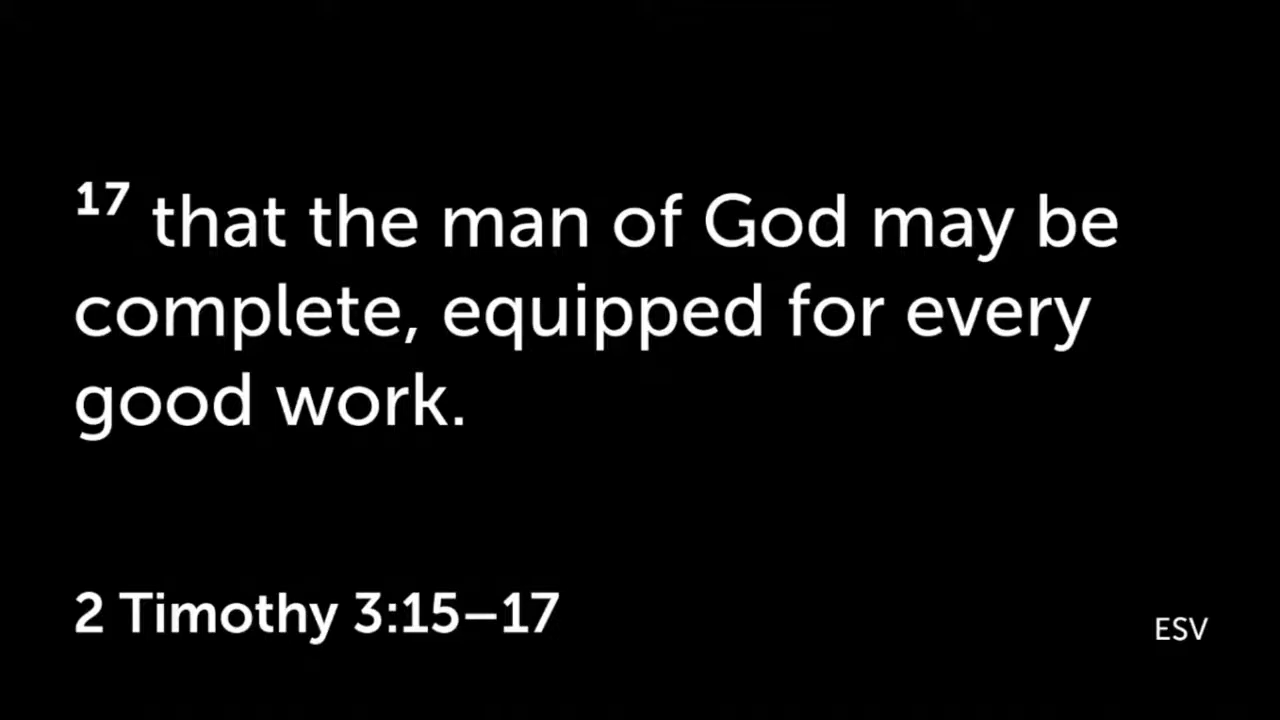 17 that the man of God may be
complete, equipped for every
good work.
2 Timothy 3:15–17
ESV